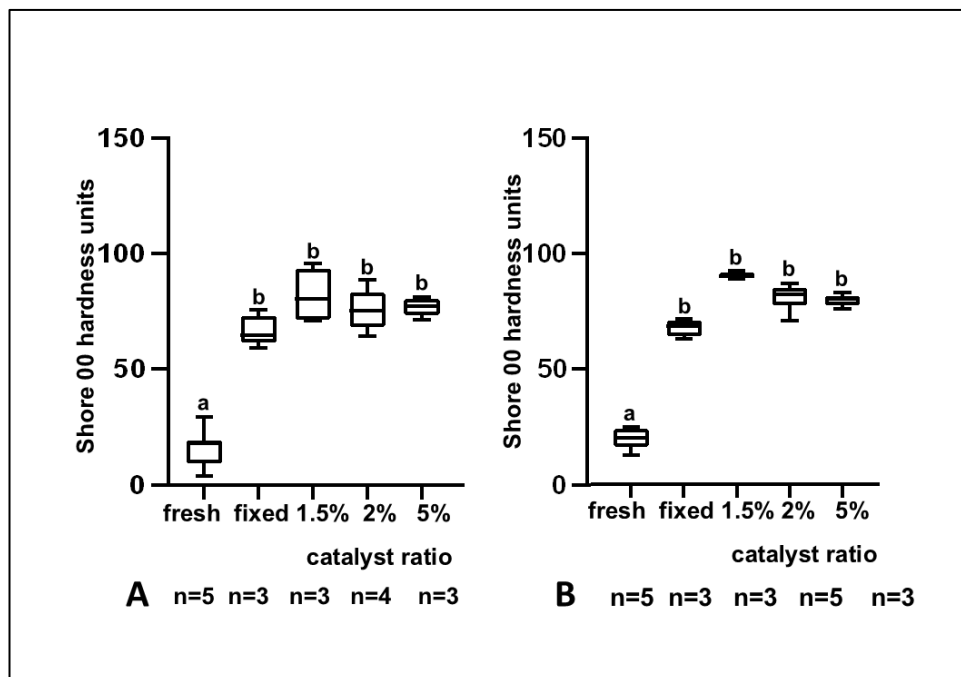 150
100
50
0
Shore 00 hardness units
a
b
b
b
b
fresh fixed 1.5% 2% 5%
catalyst ratio
A n=5 n=3 n=3 n=4 n=3
150
100
50
0
Shore 00 hardness units
a
b
b
b
b
fresh fixed 1.5% 2% 5%
catalyst ratio
B n=5 n=3 n=3 n=5 n=3